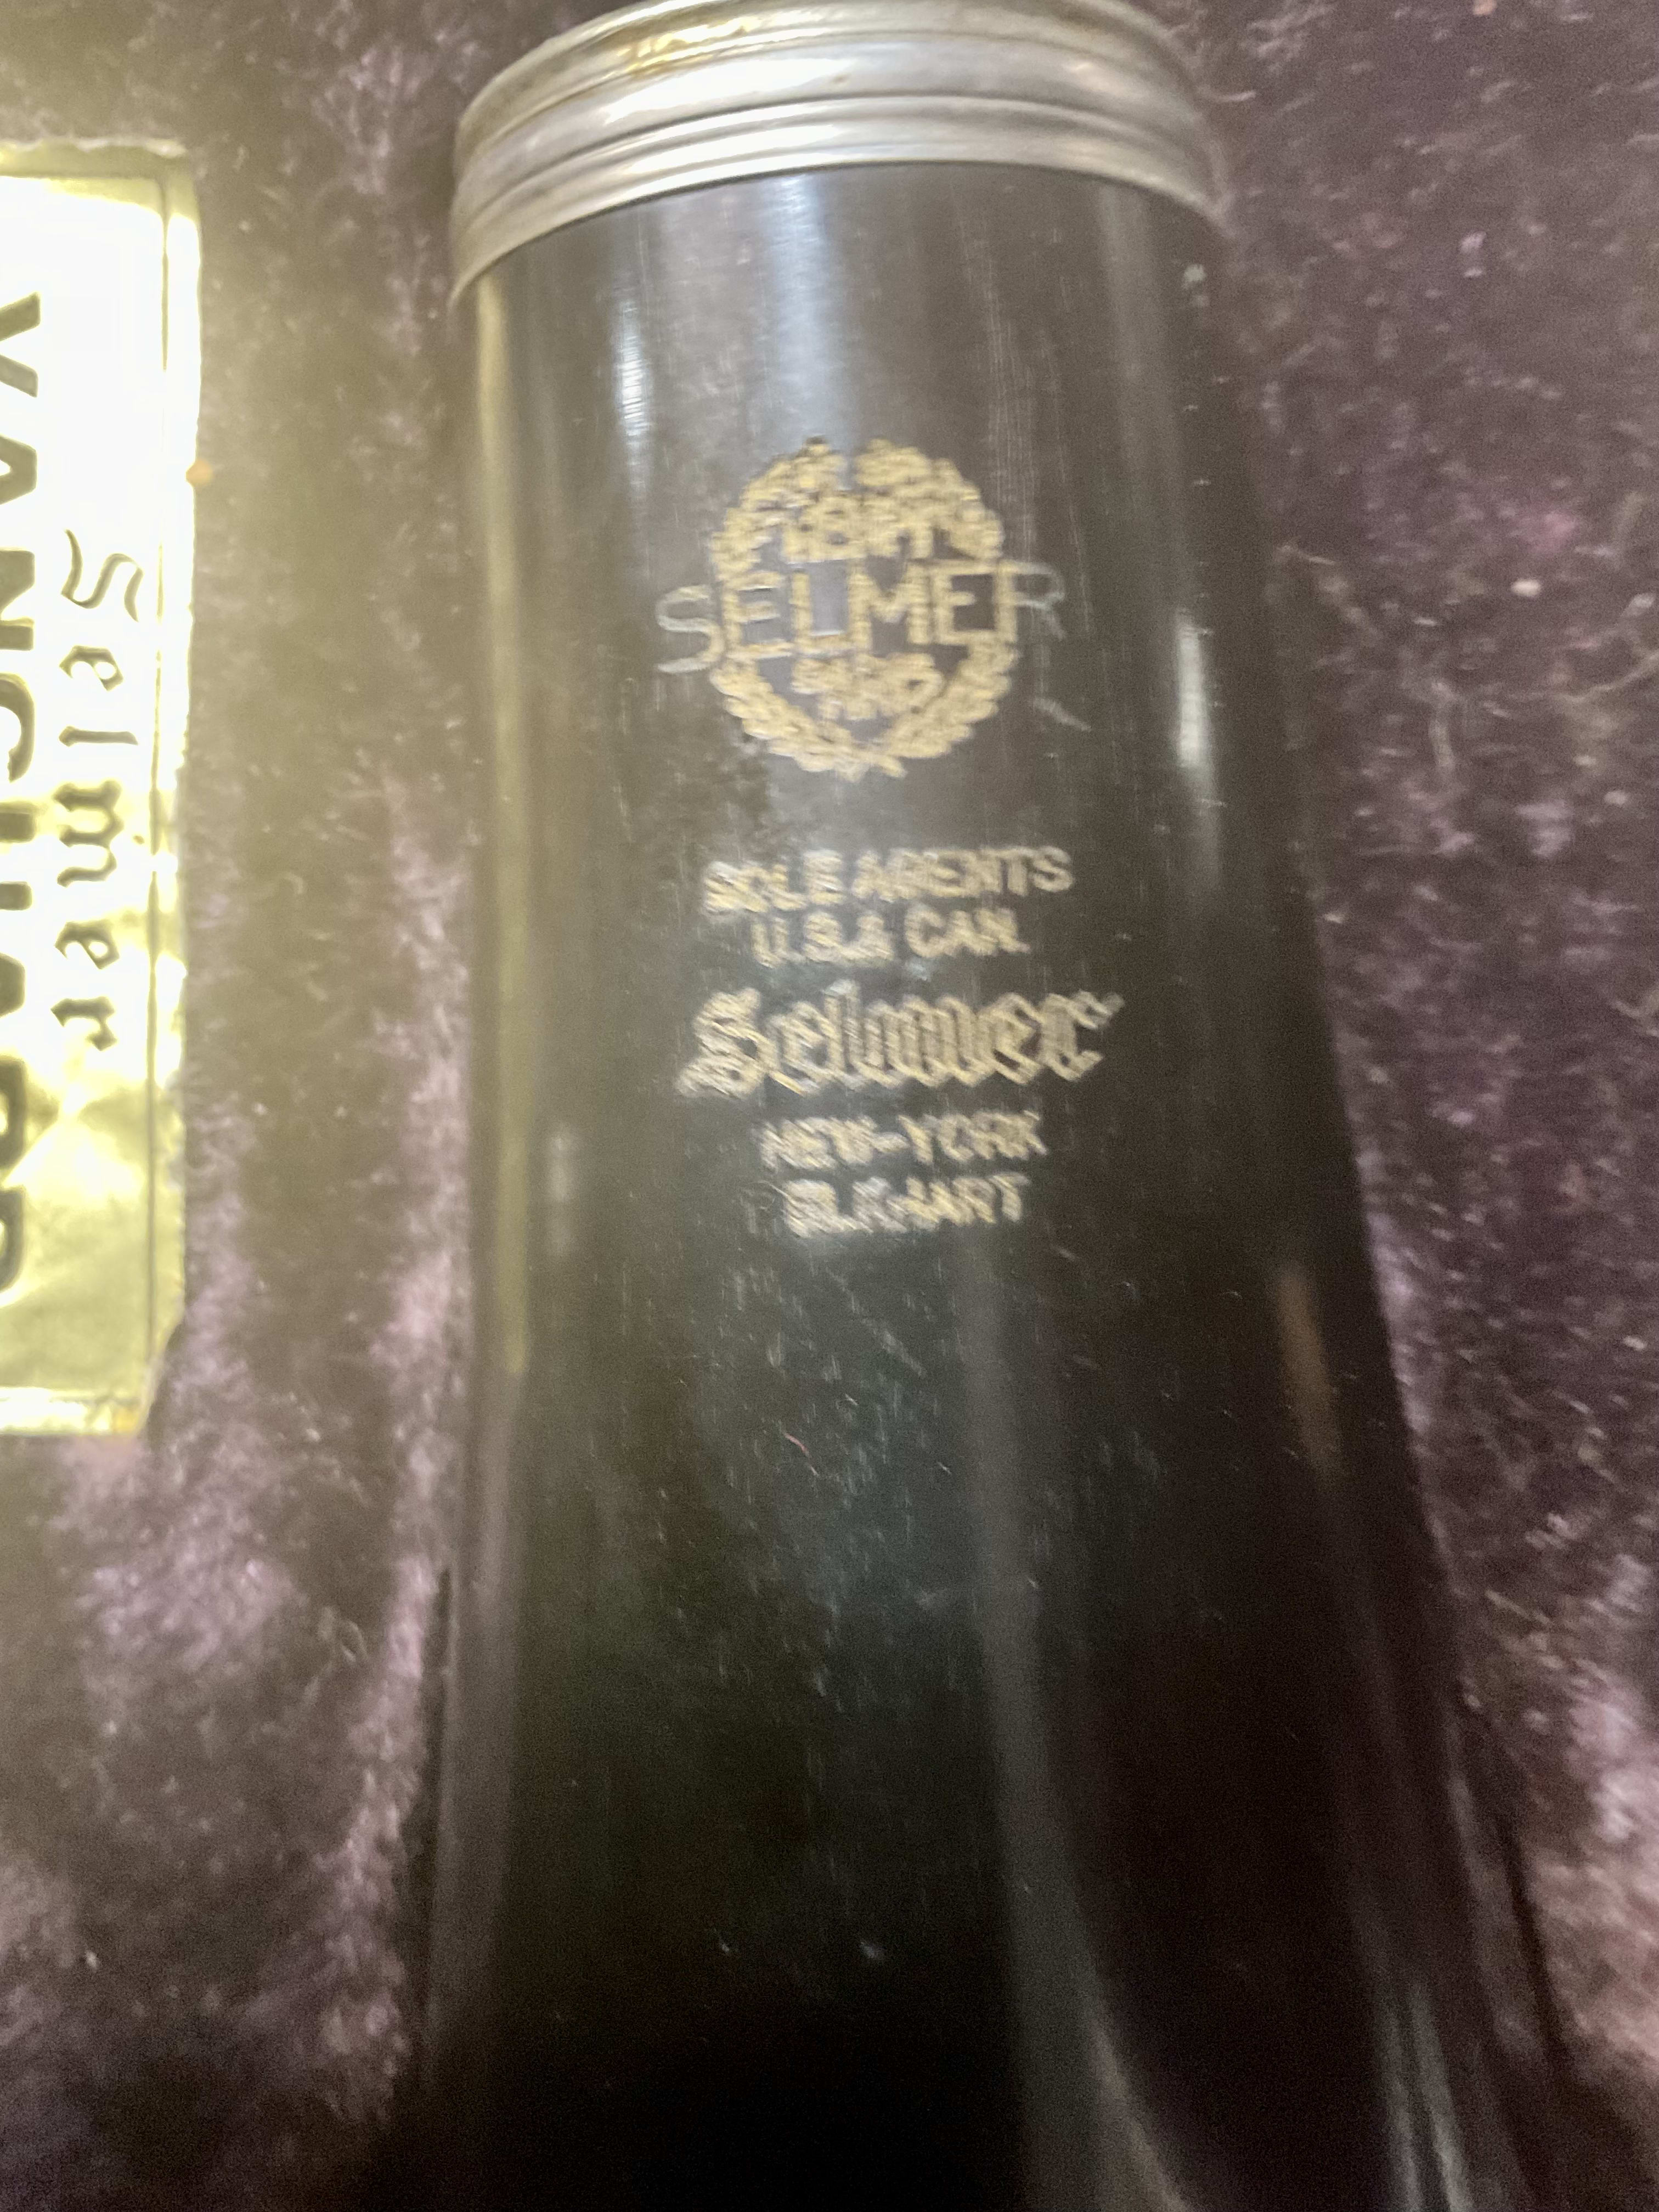 SELMER
SOLE AGENTS
U.S.& CAN.
Selmer
NEW-YORK
ELKHART
Selmer